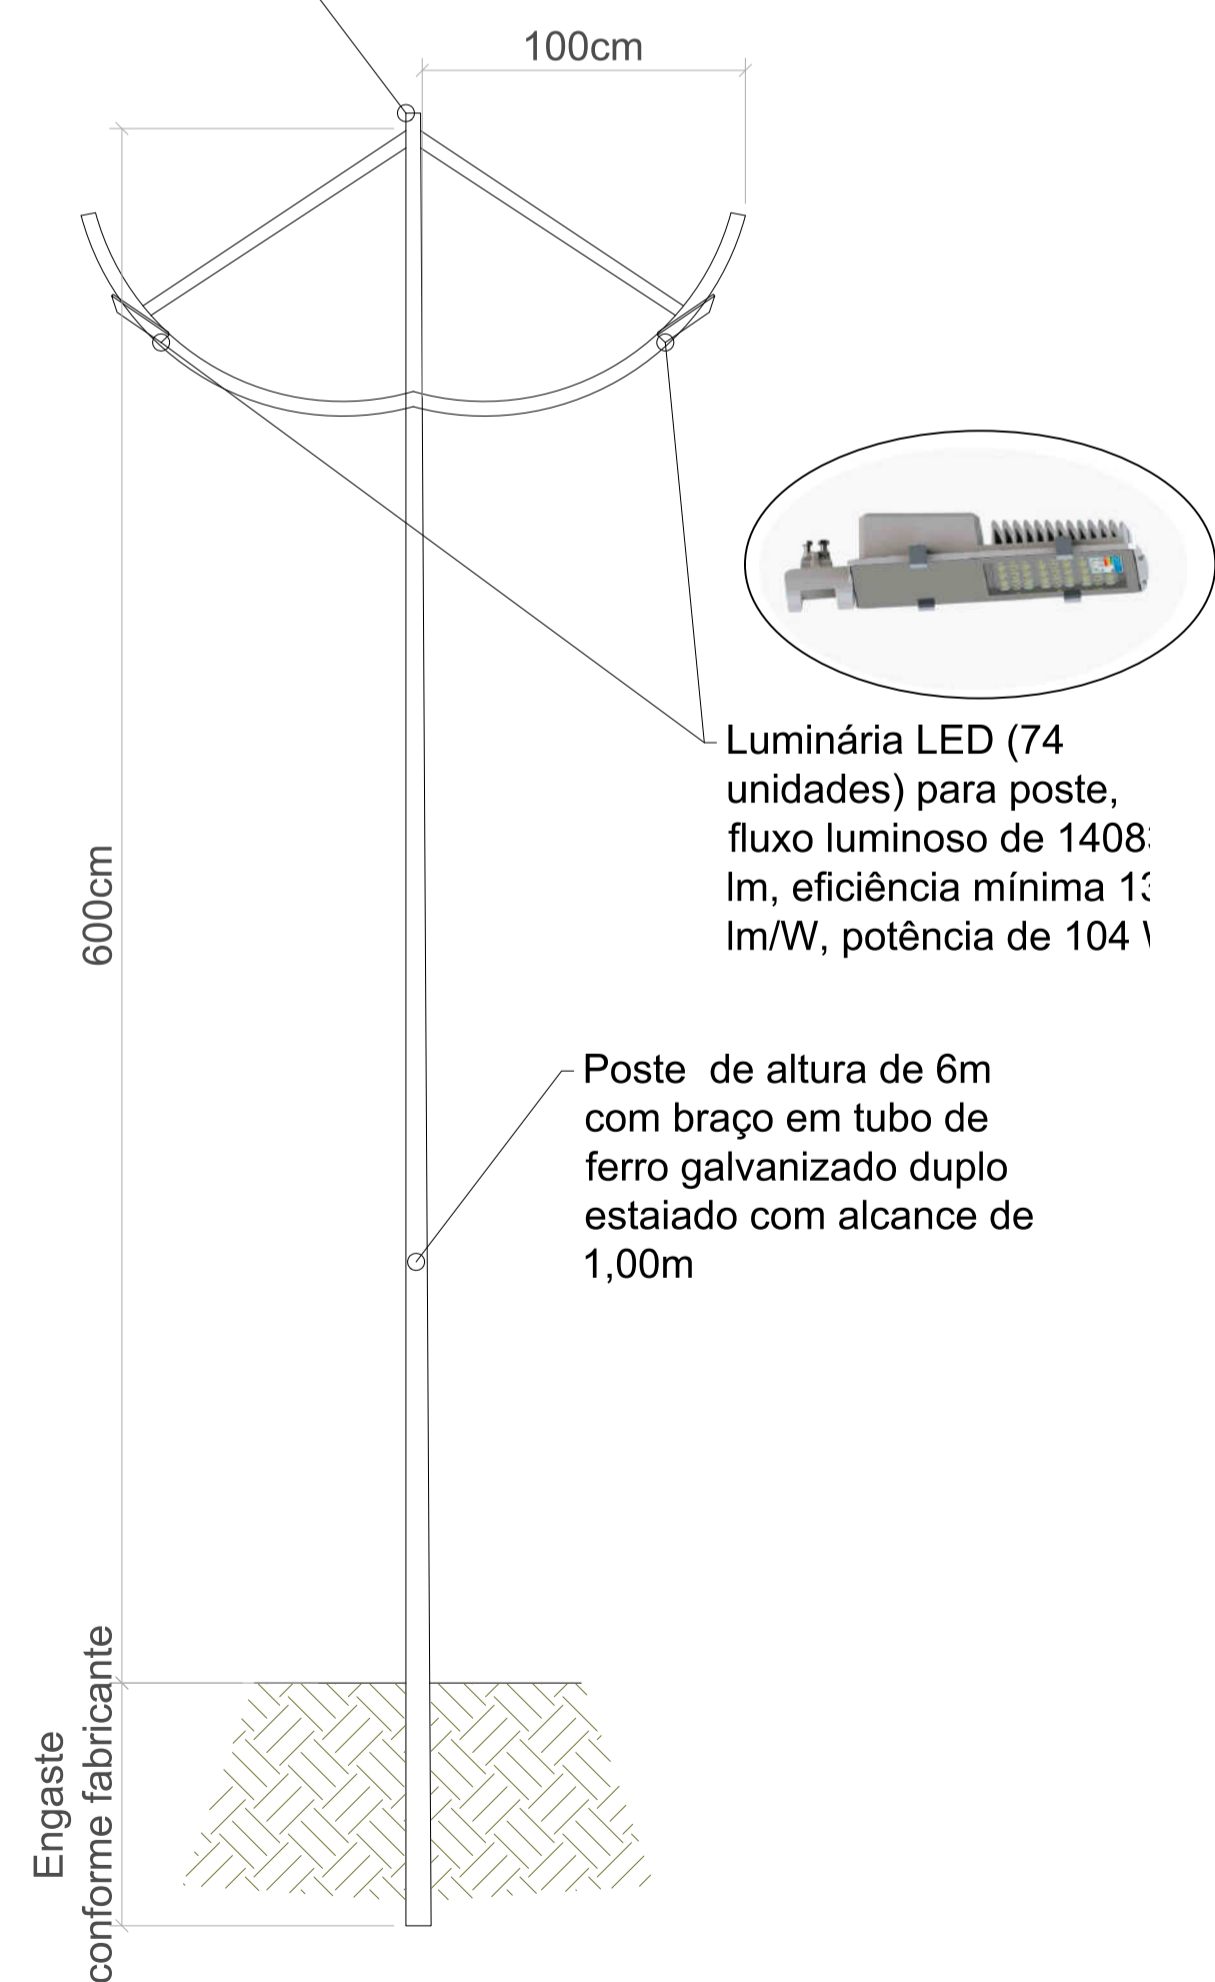 100cm
600cm
Luminária LED (74
unidades) para poste,
fluxo luminoso de
lm, eficiência mínima
lm/W, potência de 104
Poste de altura de 6m
com braço em tubo de
ferro galvanizado duplo
estaiado com alcance de
1,00m
Engaste
conforme fabricante